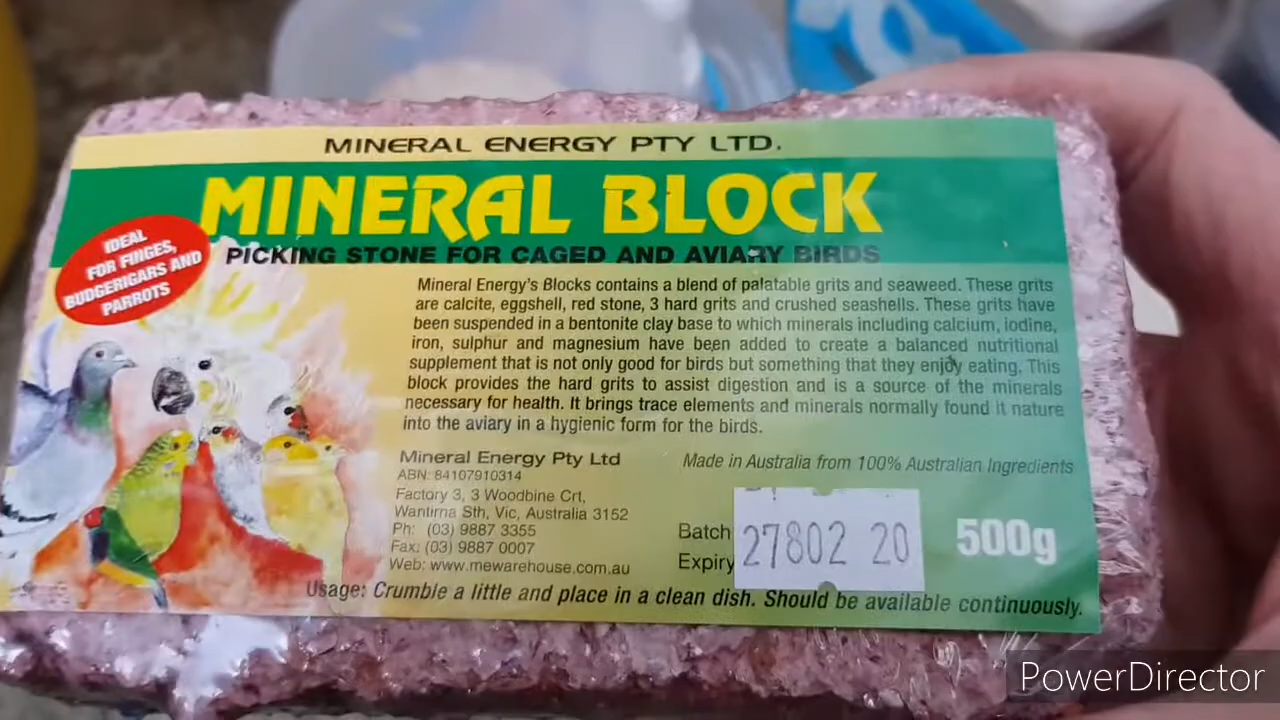 MINERAL ENERGY PTY LTD.
MINERAL BLOCK
PICKING STONE FOR CAGED AND AVIARY BIRDS
IDEAL
FOR FINGES,
BUDGERIGARS AND
PARROTS
Mineral Energy's Blocks contains a blend of palatable grits and seaweed. These grits
are calcite, eggshell, red stone, 3 hard grits and crushed seashells. These grits have
been suspended in a bentonite clay base to which minerals including calcium, iodine,
iron, sulphur and magnesium have been added to create a balanced nutritional
supplement that is not only good for birds but something that they enjoy eating. This
block provides the hard grits to assist digestion and is a source of the minerals
necessary for health. It brings trace elements and minerals normally found it nature
into the aviary in a hygienic form for the birds.
Mineral Energy Pty Ltd
ABN: 84107910314
Factory 3, 3 Woodbine Crt,
Wantirna Sth, Vic, Australia 3152
Ph: (03) 9887 3355
Fax: (03) 9887 0007
Web: www.mewarehouse.com.au
Made in Australia from 100% Australian Ingredients
Batch
Expiry
27802 20
500g
Usage: Crumble a little and place in a clean dish. Should be available continuously.
PowerDirector